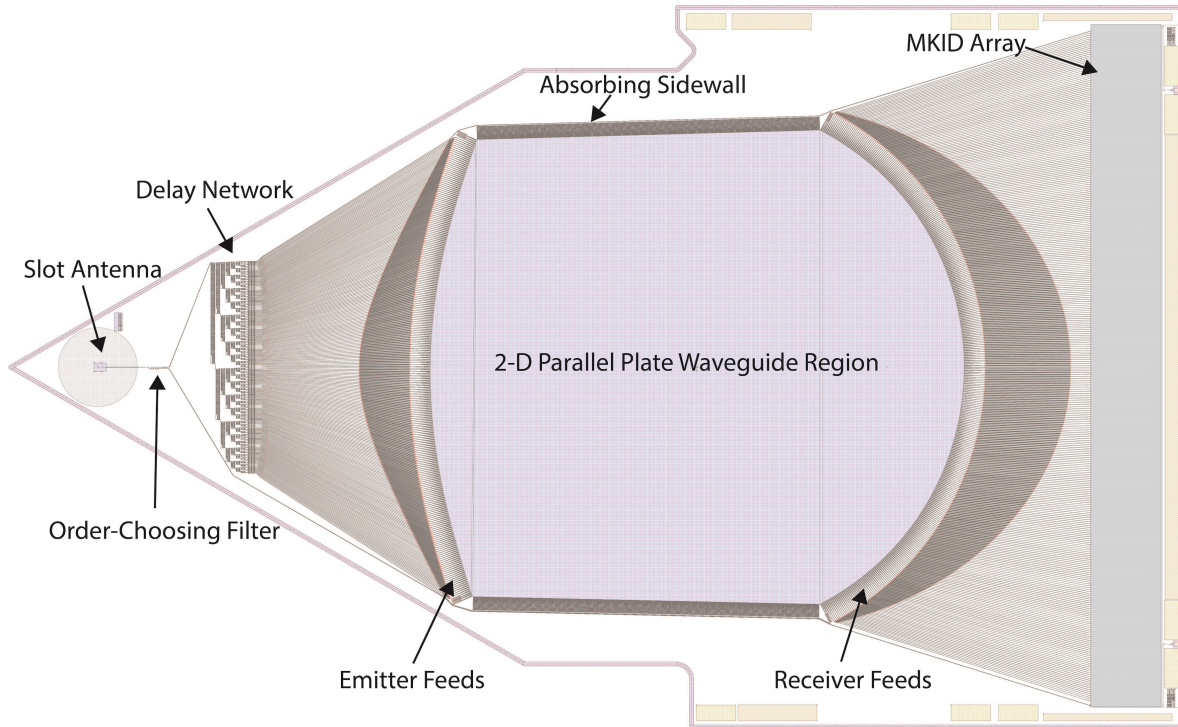 MKID Array
Absorbing Sidewall
Delay Network
Slot Antenna
2-D Parallel Plate Waveguide Region
Order-Choosing Filter
Emitter Feeds
Receiver Feeds